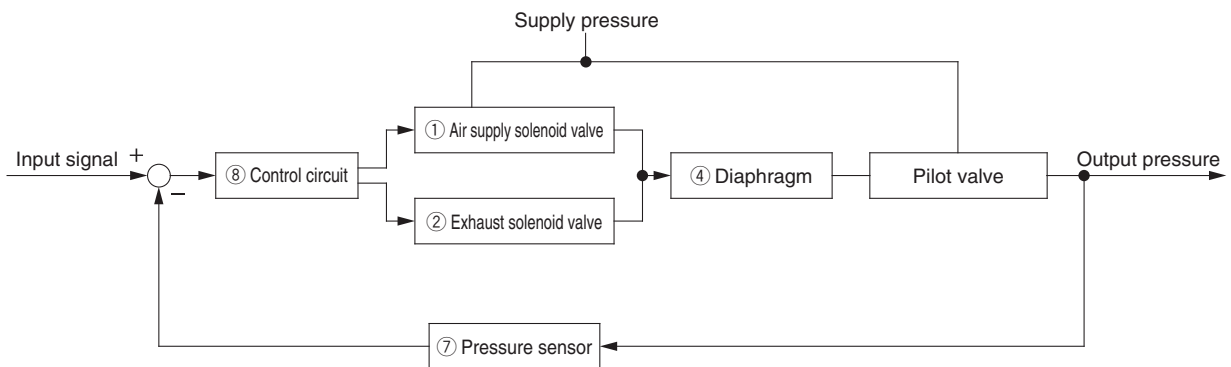 Supply pressure
① Air supply solenoid valve
Input signal
+
−
⑧ Control circuit
④ Diaphragm
Pilot valve
Output pressure
② Exhaust solenoid valve
⑦ Pressure sensor